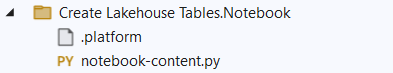 Create Lakehouse Tables.Notebook
.platform
PY notebook-content.py